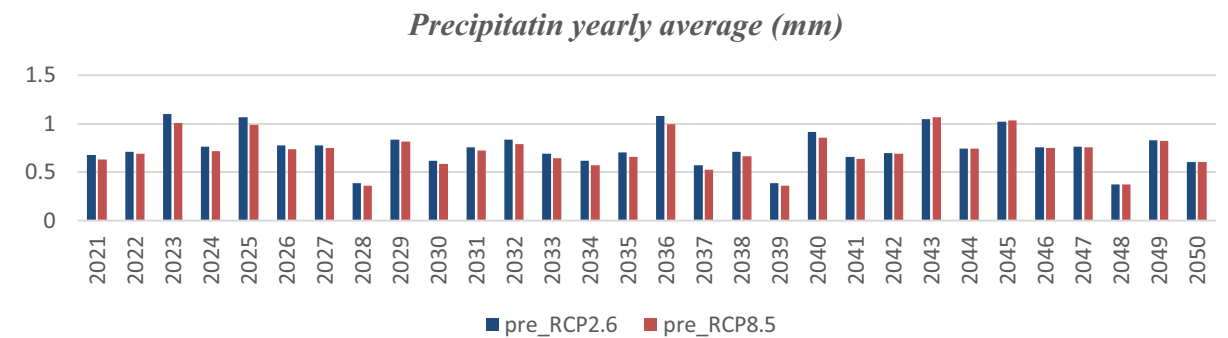 Precipitatin yearly average (mm)
1.5
1
0.5
0
2021 2022 2023 2024 2025 2026 2027 2028 2029 2030 2031 2032 2033 2034 2035 2036 2037 2038 2039 2040 2041 2042 2043 2044 2045 2046 2047 2048 2049 2050
pre_RCP2.6 pre_RCP8.5